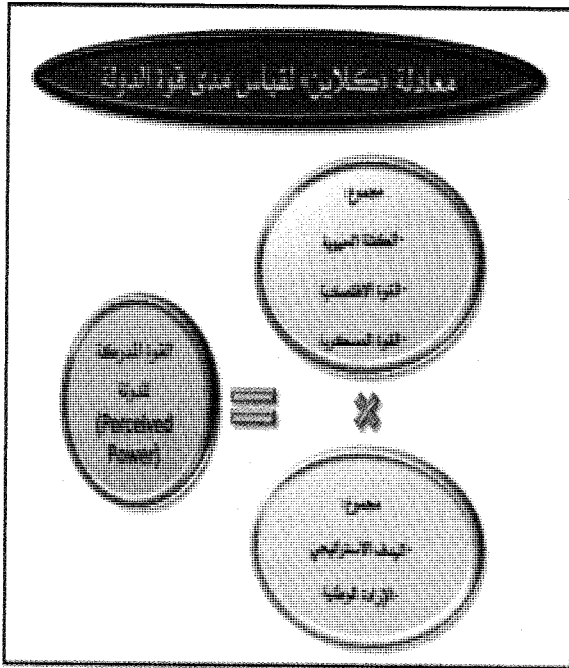 معادلة «كلاين» لقياس مدى قوة الدولة
مجموع:
-الكتلة الحيوية
-القوة الاقتصادية
-القوة العسكرية
×
القوة المدركة
للدولة
(Perceived
Power)
=
مجموع:
-الهدف الاستراتيجي
-الإرادة الوطنية